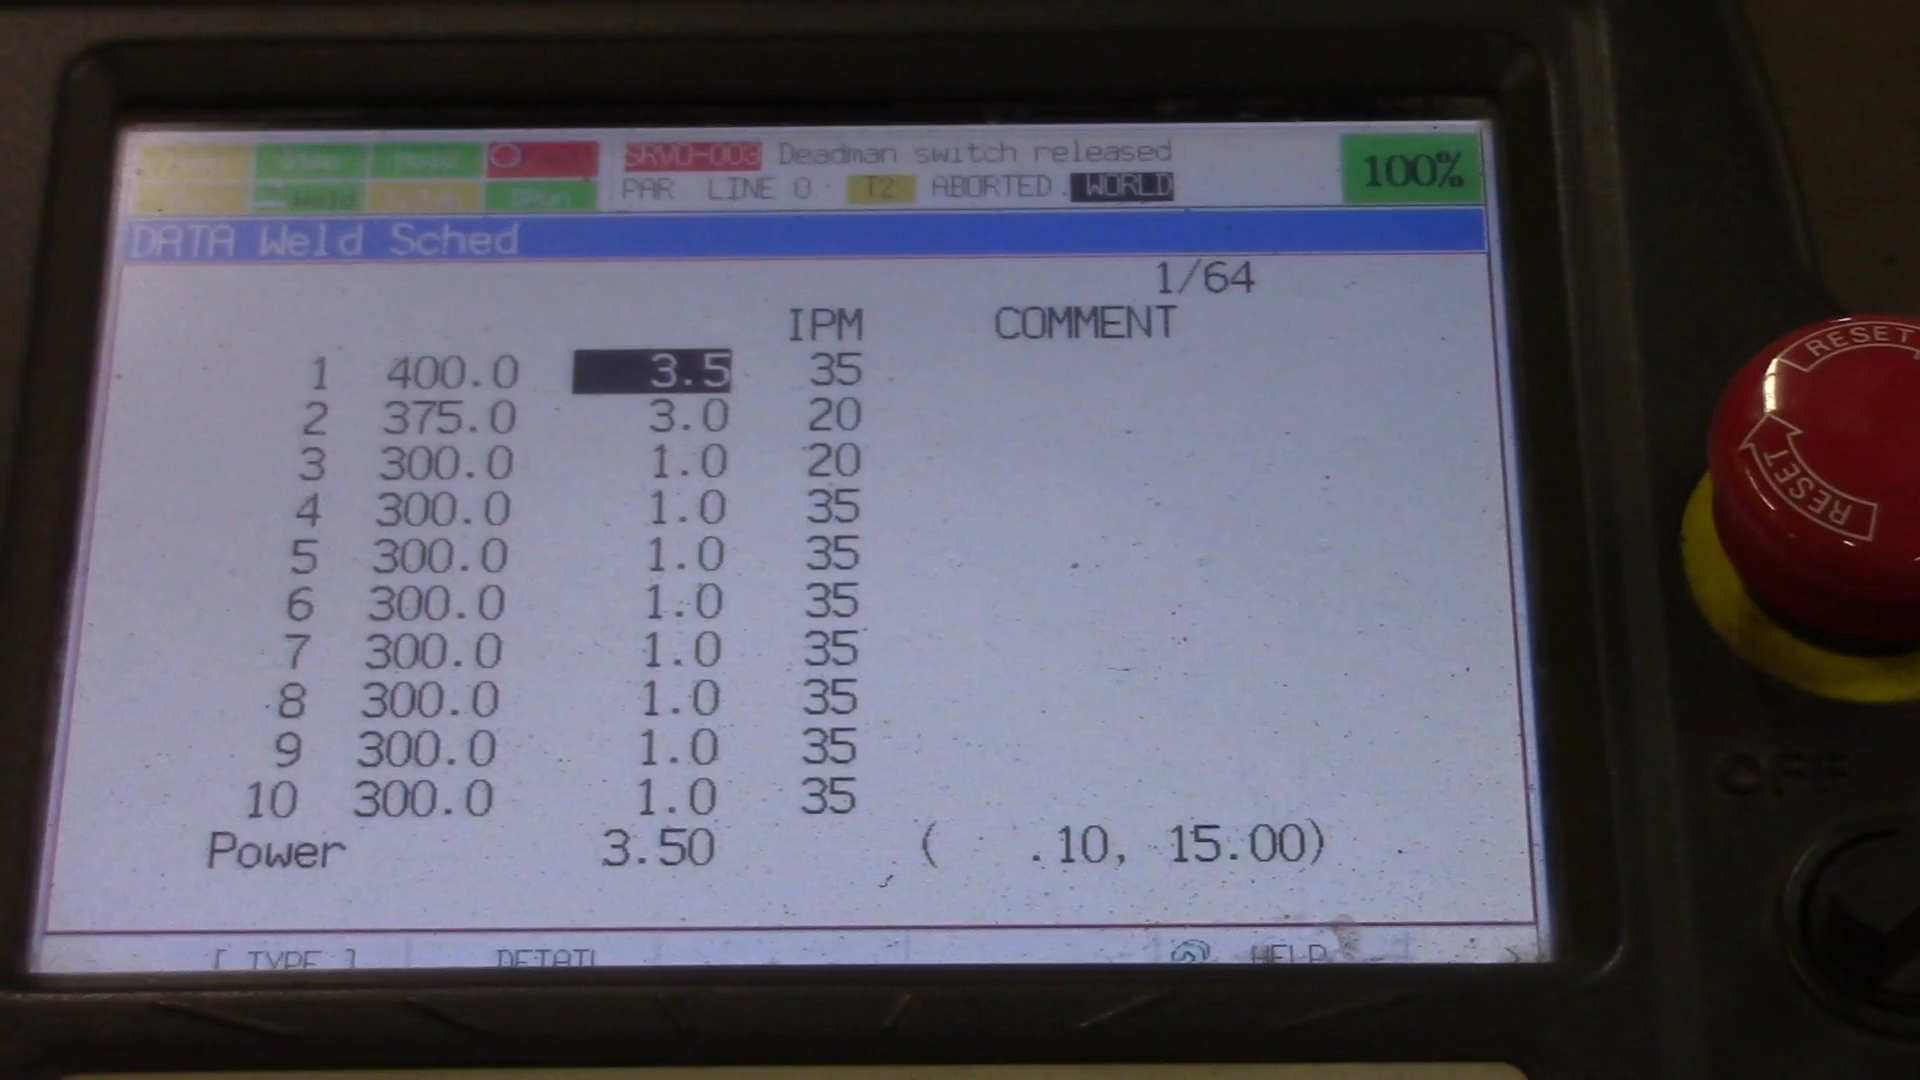 SRVO-003 Deadman switch released
PAR LINE 0 T2 ABORTED WORLD
100%
Weld
DATA Weld Sched
1/64
IPM COMMENT
1 400.0 3.5 35
2 375.0 3.0 20
3 300.0 1.0 20
4 300.0 1.0 35
5 300.0 1.0 35
6 300.0 1.0 35
7 300.0 1.0 35
8 300.0 1.0 35
9 300.0 1.0 35
10 300.0 1.0 35
Power 3.50 ( .10, 15.00)
[ TYPE ] DETAIL HELP >
RESET
RESET
OFF